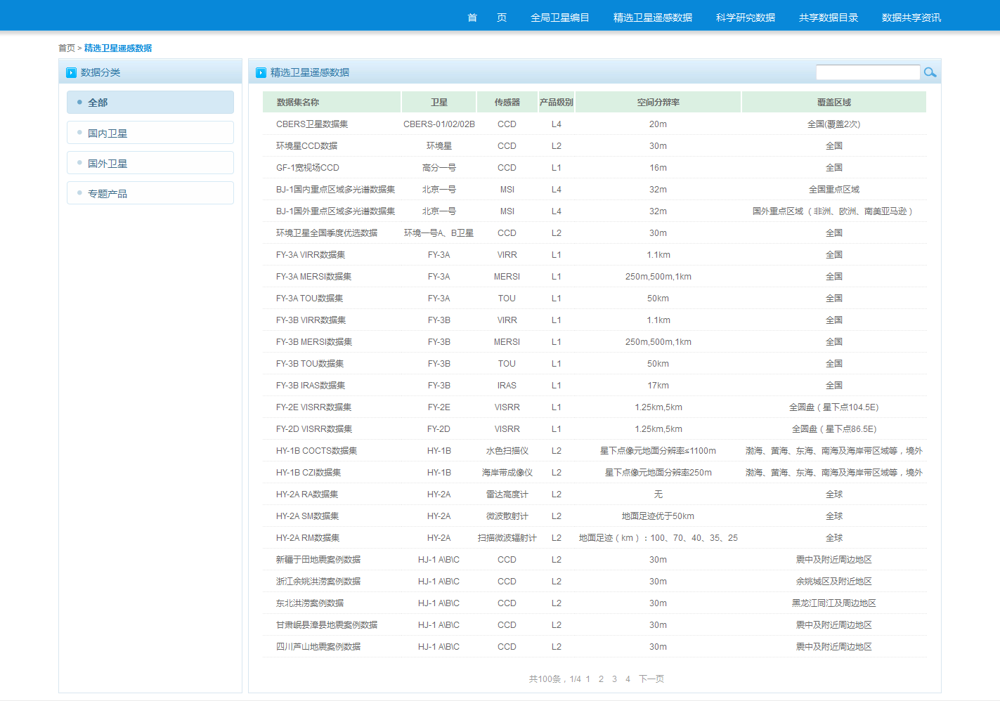 首 页 全局卫星编目 精选卫星遥感数据 科学研究数据 共享数据目录 数据共享资讯
首页 > 精选卫星遥感数据
数据分类
全部
国内卫星
国外卫星
专题产品
精选卫星遥感数据
数据集名称 卫星 传感器 产品级别 空间分辩率 覆盖区域
CBERS卫星数据集 CBERS-01/02/02B CCD L4 20m 全国(覆盖2次)
环境星CCD数据 环境星 CCD L2 30m 全国
GF-1宽视场CCD 高分一号 CCD L1 16m 全国
BJ-1国内重点区域多光谱数据集 北京一号 MSI L4 32m 全国重点区域
BJ-1国外重点区域多光谱数据集 北京一号 MSI L4 32m 国外重点区域（非洲、欧洲、南美亚马逊）
环境卫星全国季度优选数据 环境一号A、B卫星 CCD L2 30m 全国
FY-3A VIRR数据集 FY-3A VIRR L1 1.1km 全国
FY-3A MERSI数据集 FY-3A MERSI L1 250m,500m,1km 全国
FY-3A TOU数据集 FY-3A TOU L1 50km 全国
FY-3B VIRR数据集 FY-3B VIRR L1 1.1km 全国
FY-3B MERSI数据集 FY-3B MERSI L1 250m,500m,1km 全国
FY-3B TOU数据集 FY-3B TOU L1 50km 全国
FY-3B IRAS数据集 FY-3B IRAS L1 17km 全国
FY-2E VISRR数据集 FY-2E VISRR L1 1.25km,5km 全圆盘（星下点104.5E)
FY-2D VISRR数据集 FY-2D VISRR L1 1.25km,5km 全圆盘（星下点86.5E)
HY-1B COCTS数据集 HY-1B 水色扫描仪 L2 星下点像元地面分辨率≤1100m 渤海、黄海、东海、南海及海岸带区域等，境外
HY-1B CZI数据集 HY-1B 海岸带成像仪 L2 星下点像元地面分辨率250m 渤海、黄海、东海、南海及海岸带区域等，境外
HY-2A RA数据集 HY-2A 雷达高度计 L2 无 全球
HY-2A SM数据集 HY-2A 微波散射计 L2 地面足迹优于50km 全球
HY-2A RM数据集 HY-2A 扫描微波辐射计 L2 地面足迹（km）：100、70、40、35、25 全球
新疆于田地震案例数据 HJ-1 A\B\C CCD L2 30m 震中及附近周边地区
浙江余姚洪涝案例数据 HJ-1 A\B\C CCD L2 30m 余姚城区及附近地区
东北洪涝案例数据 HJ-1 A\B\C CCD L2 30m 黑龙江同江及周边地区
甘肃岷县漳县地震案例数据 HJ-1 A\B\C CCD L2 30m 震中及附近周边地区
四川芦山地震案例数据 HJ-1 A\B\C CCD L2 30m 震中及附近周边地区
共100条，1/4 1 2 3 4 下一页